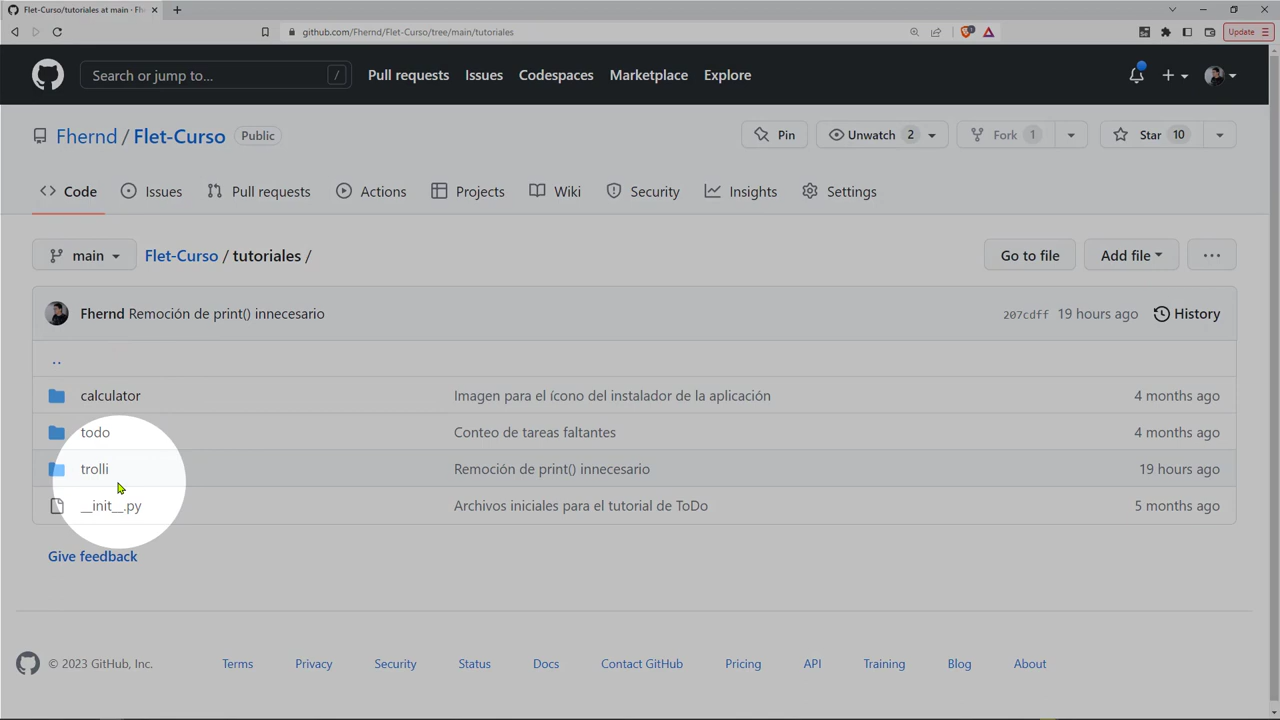 Flet-Curso/tutoriales at main · Fhe
github.com/Fhernd/Flet-Curso/tree/main/tutoriales
1
Update
Search or jump to... /
Pull requests Issues Codespaces Marketplace Explore
Fhernd / Flet-Curso Public
Pin Unwatch 2 Fork 1 Star 10
Code Issues Pull requests Actions Projects Wiki Security Insights Settings
main Flet-Curso / tutoriales / Go to file Add file
Fhernd Remoción de print() innecesario 207cdff 19 hours ago History
..
calculator Imagen para el ícono del instalador de la aplicación 4 months ago
todo Conteo de tareas faltantes 4 months ago
trolli Remoción de print() innecesario 19 hours ago
__init__.py Archivos iniciales para el tutorial de ToDo 5 months ago
Give feedback
© 2023 GitHub, Inc. Terms Privacy Security Status Docs Contact GitHub Pricing API Training Blog About